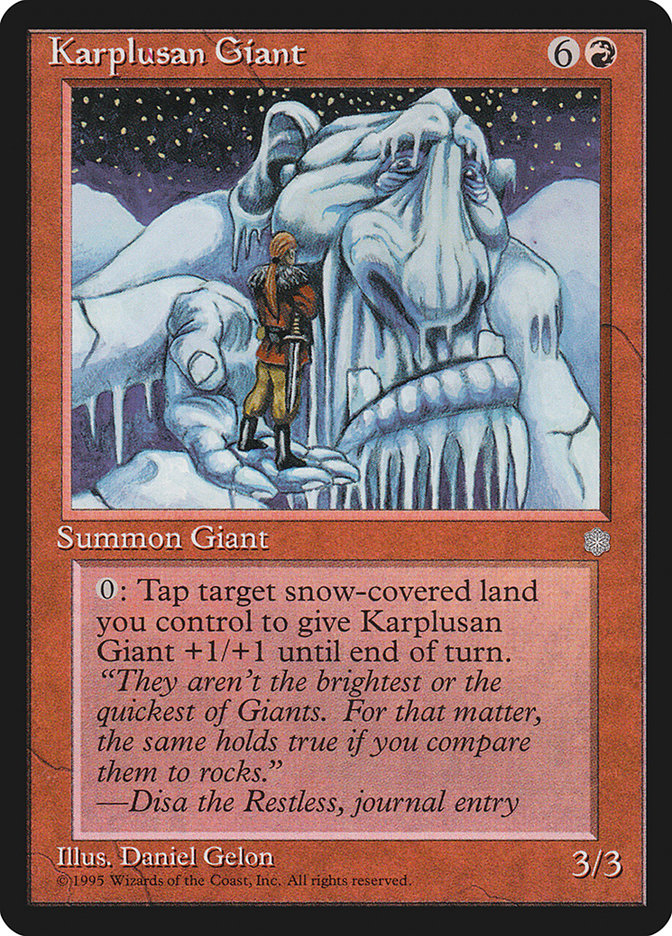 Karplusan Giant 6
Summon Giant
0: Tap target snow-covered land
you control to give Karplusan
Giant +1/+1 until end of turn.
“They aren’t the brightest or the
quickest of Giants. For that matter,
the same holds true if you compare
them to rocks.”
—Disa the Restless, journal entry
Illus. Daniel Gelon
3/3
©1995 Wizards of the Coast, Inc. All rights reserved.